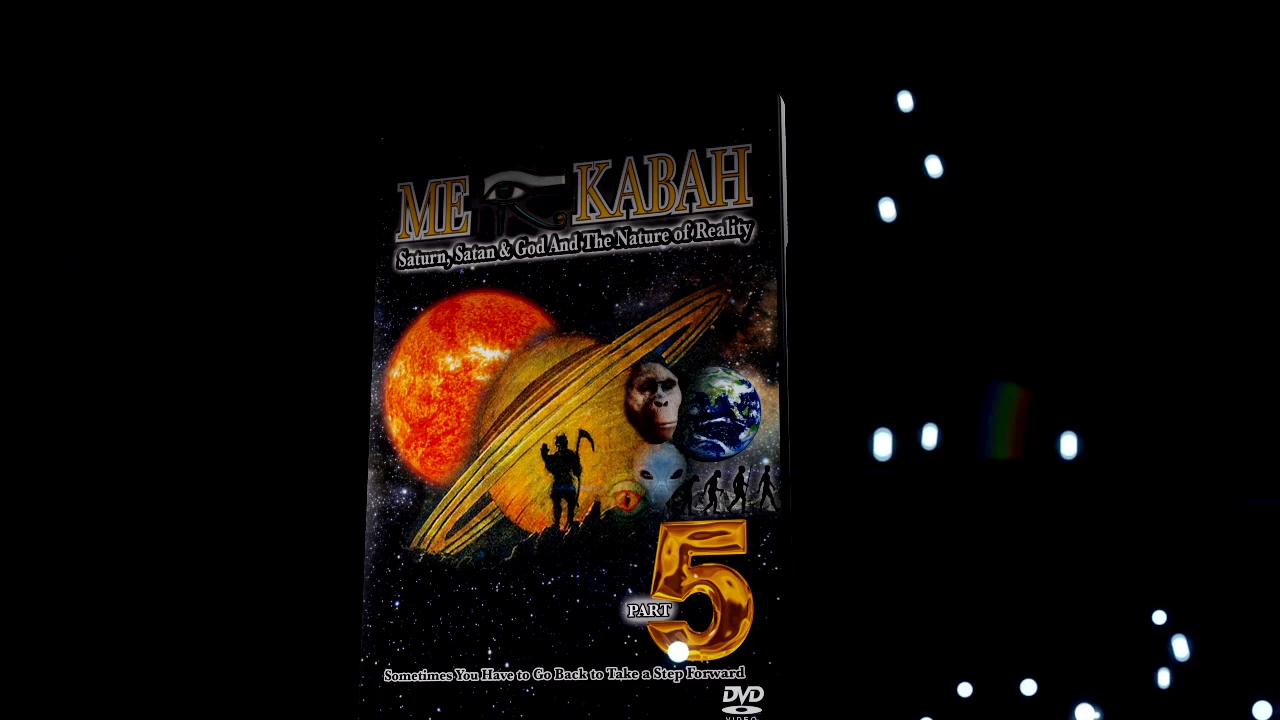 ME KABAH
Saturn, Satan & God And The Nature of Reality
PART 5
Sometimes You Have to Go Back to Take a Step Forward
DVD
VIDEO